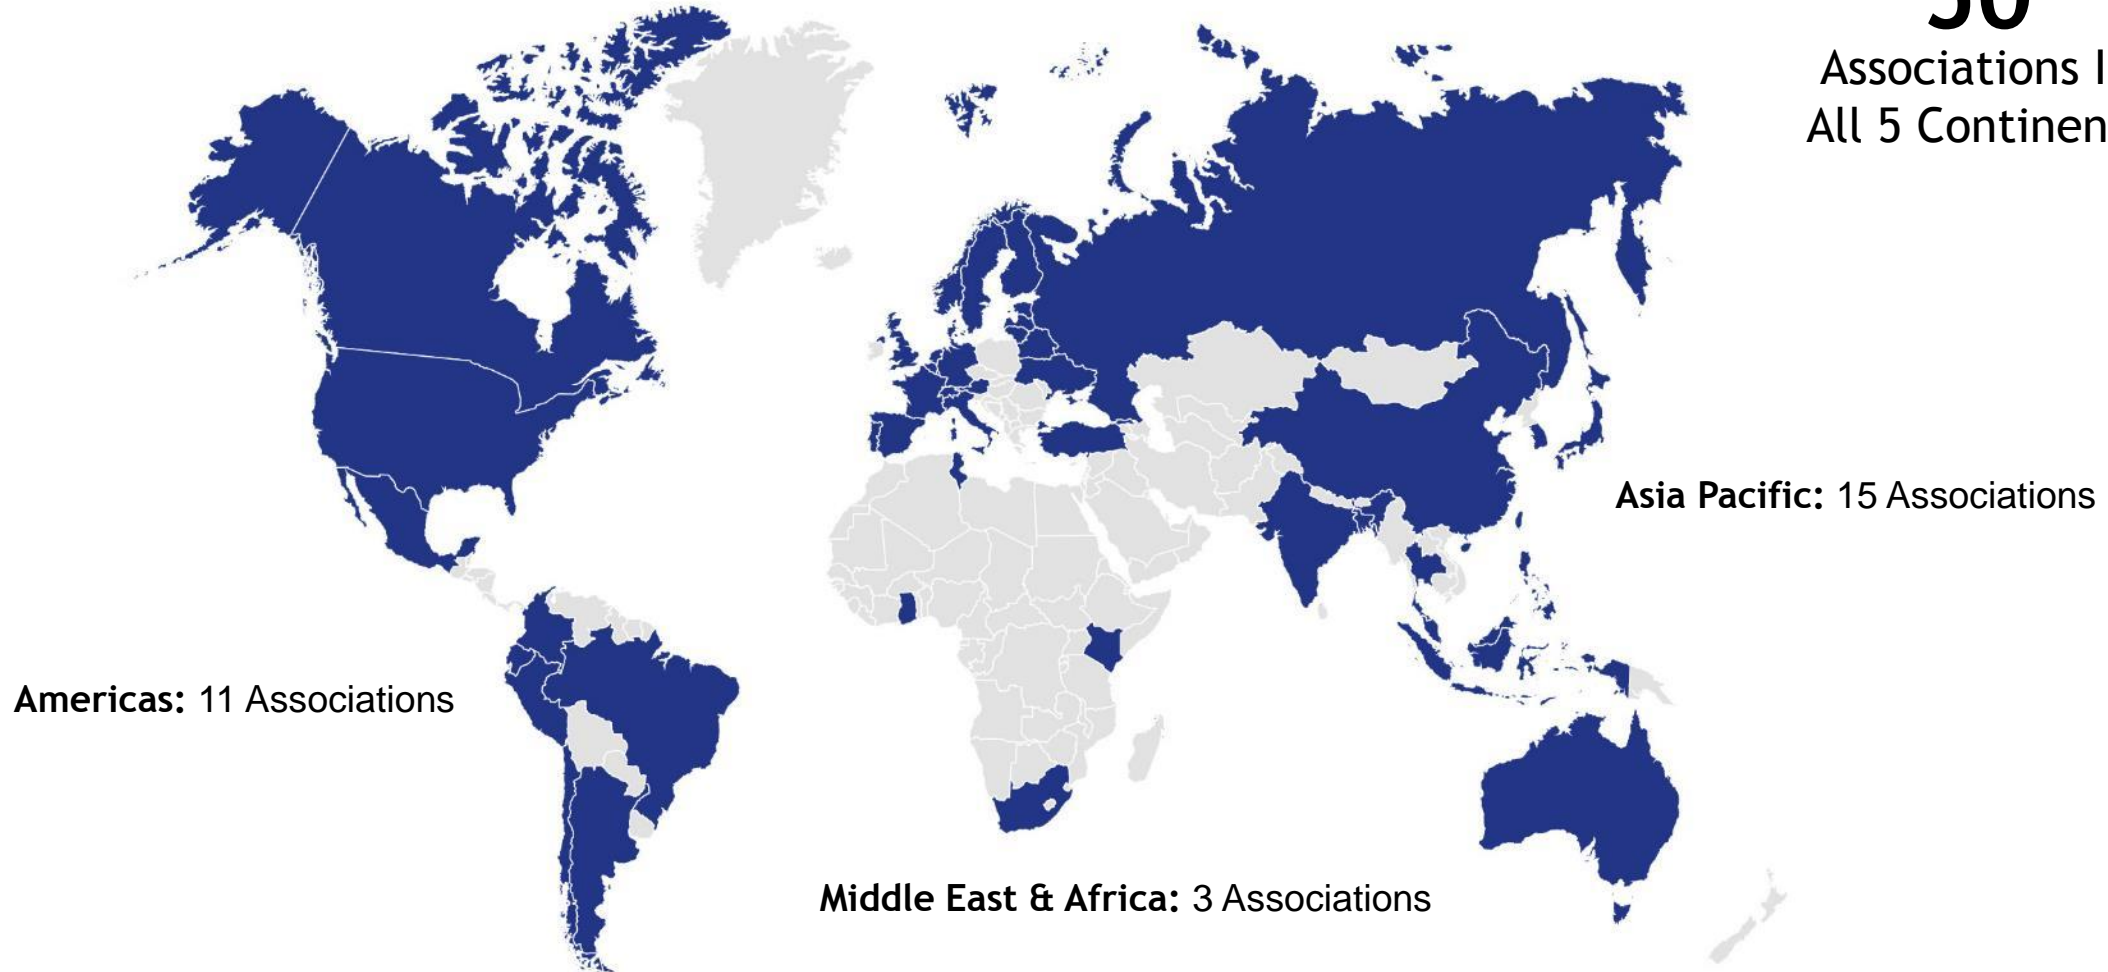 Associations I
All 5 Continen
Asia Pacific: 15 Associations
Americas: 11 Associations
Middle East & Africa: 3 Associations